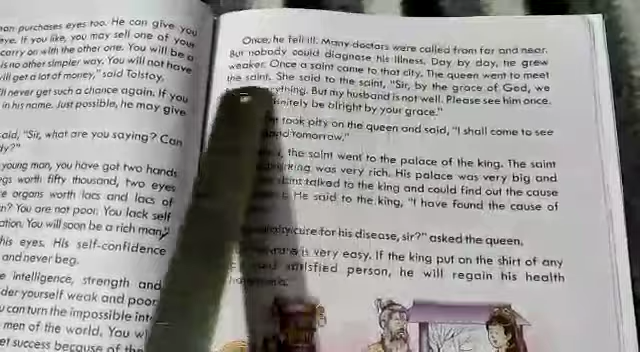 man purchases eyes too. He can give you
eye. If you like, you may sell one of your
carry on with the other one. You will be a
is no other simpler way. You will not have
will get a lot of money," said Tolstoy.
never get such a chance again. If you
in his name. Just possible, he may give
said, "Sir, what are you saying? Can
young man, you have got two hands
worth fifty thousand, two eyes
organs worth lacs and lacs of
You are not poor. You lack self
You will soon be a rich man,"
his eyes. His self-confidence
and never beg.
intelligence, strength and
yourself weak and poor
can turn the impossible
men of the world. You
success because of
Once, he fell ill. Many doctors were called from far and near.
But nobody could diagnose his illness. Day by day, he grew
weaker. Once a saint came to that city. The queen went to meet
the saint. She said to the saint, "Sir, by the grace of God, we
But my husband is not well. Please see him once.
be alright by your grace."
took pity on the queen and said, "I shall come to see
tomorrow."
the saint went to the palace of the king. The saint
king was very rich. His palace was very big and
talked to the king and could find out the cause
He said to the king, "I have found the cause of
cure for his disease, sir?" asked the queen,
is very easy. If the king put on the shirt of any
satisfied person, he will regain his health